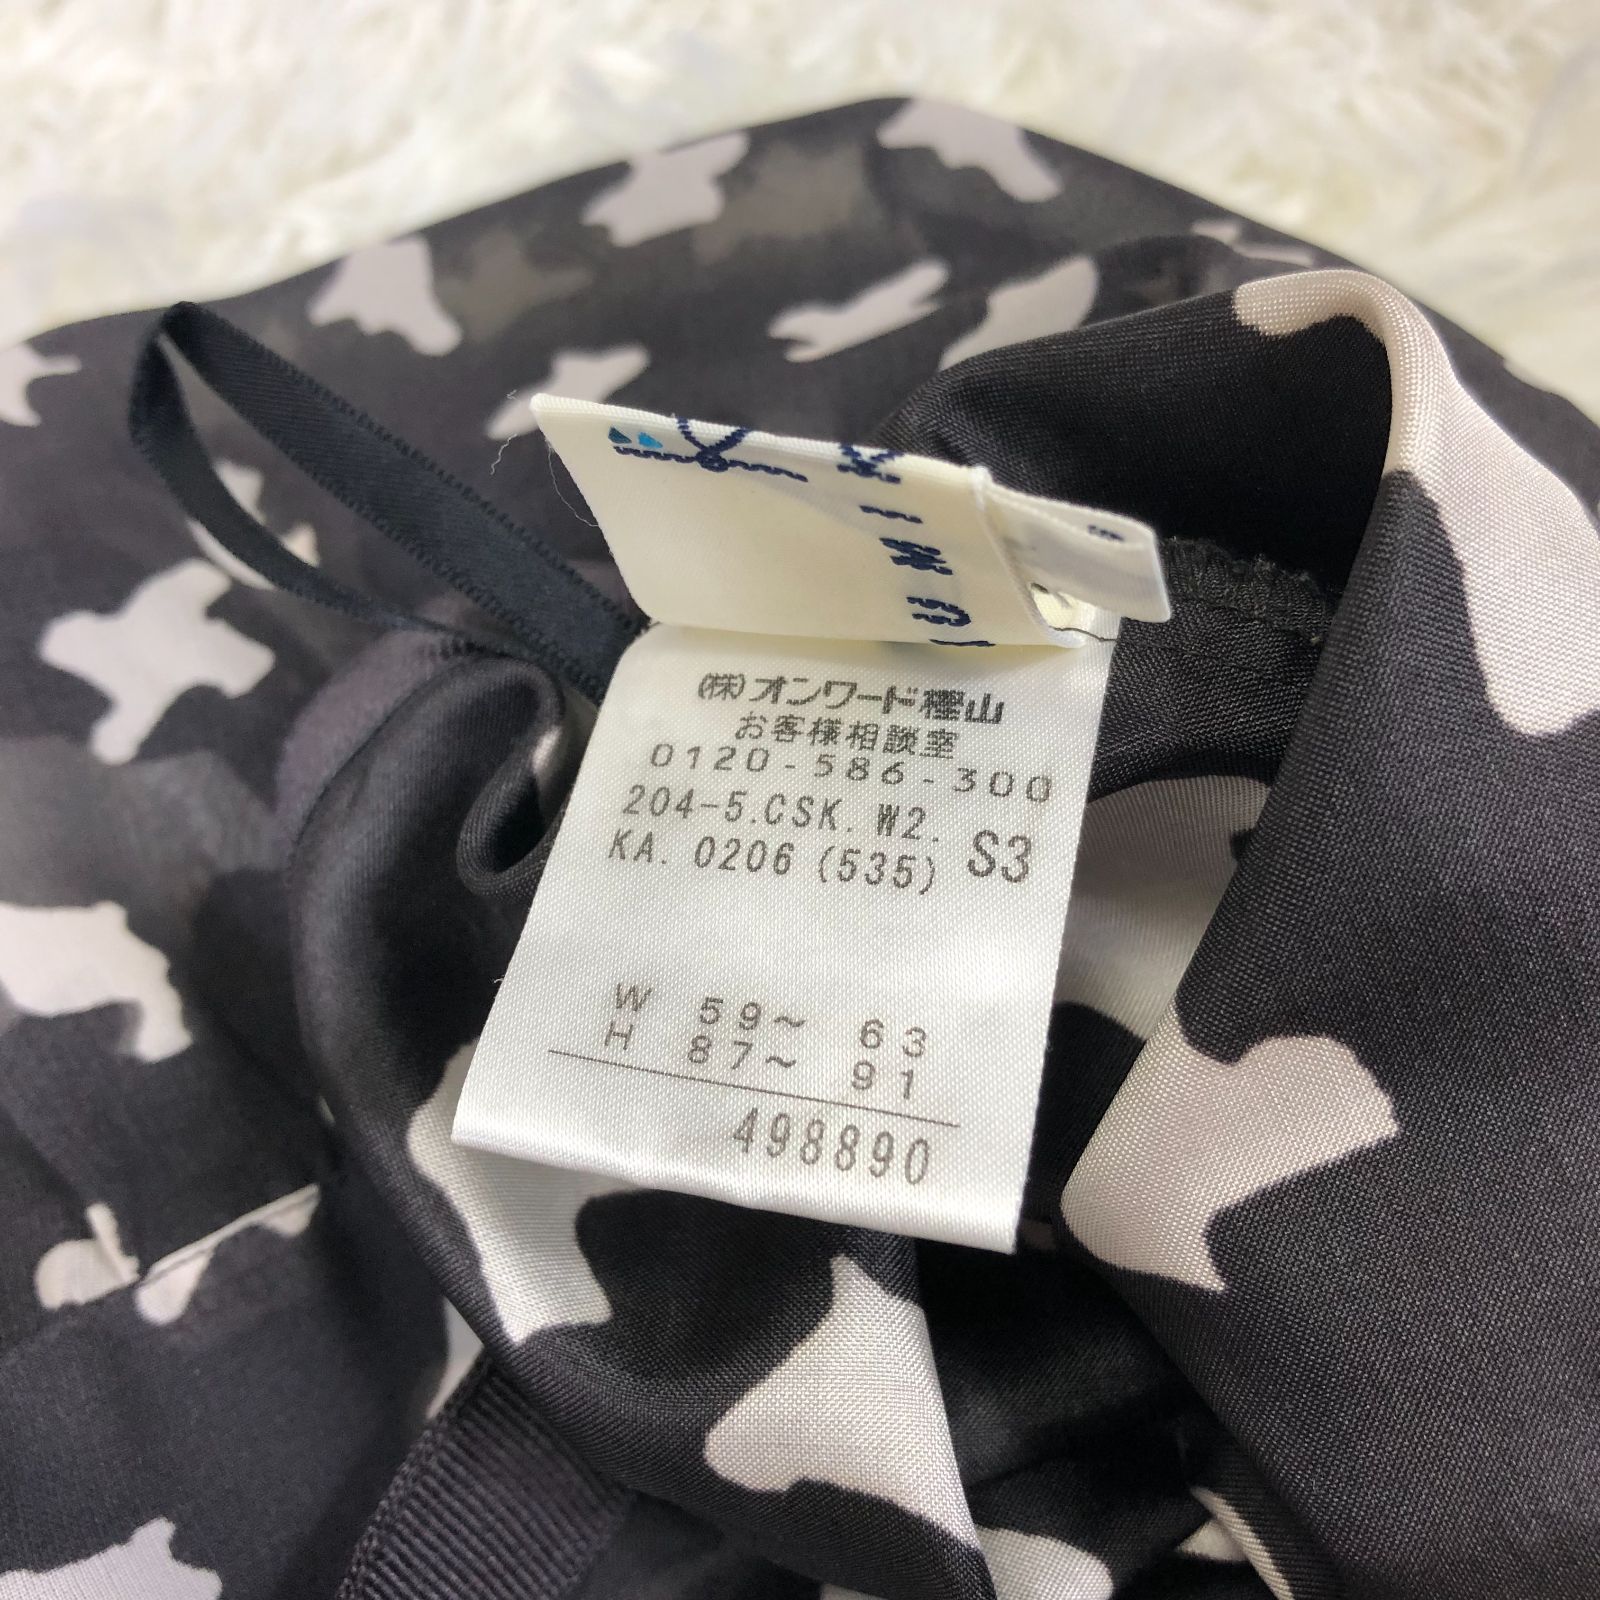 (株)オンワード樫山
お客様相談室
0120-586-300
204-5.CSK. W2. S3
KA. 0206 (535)
W 59~ 63
H 87~ 91
498890